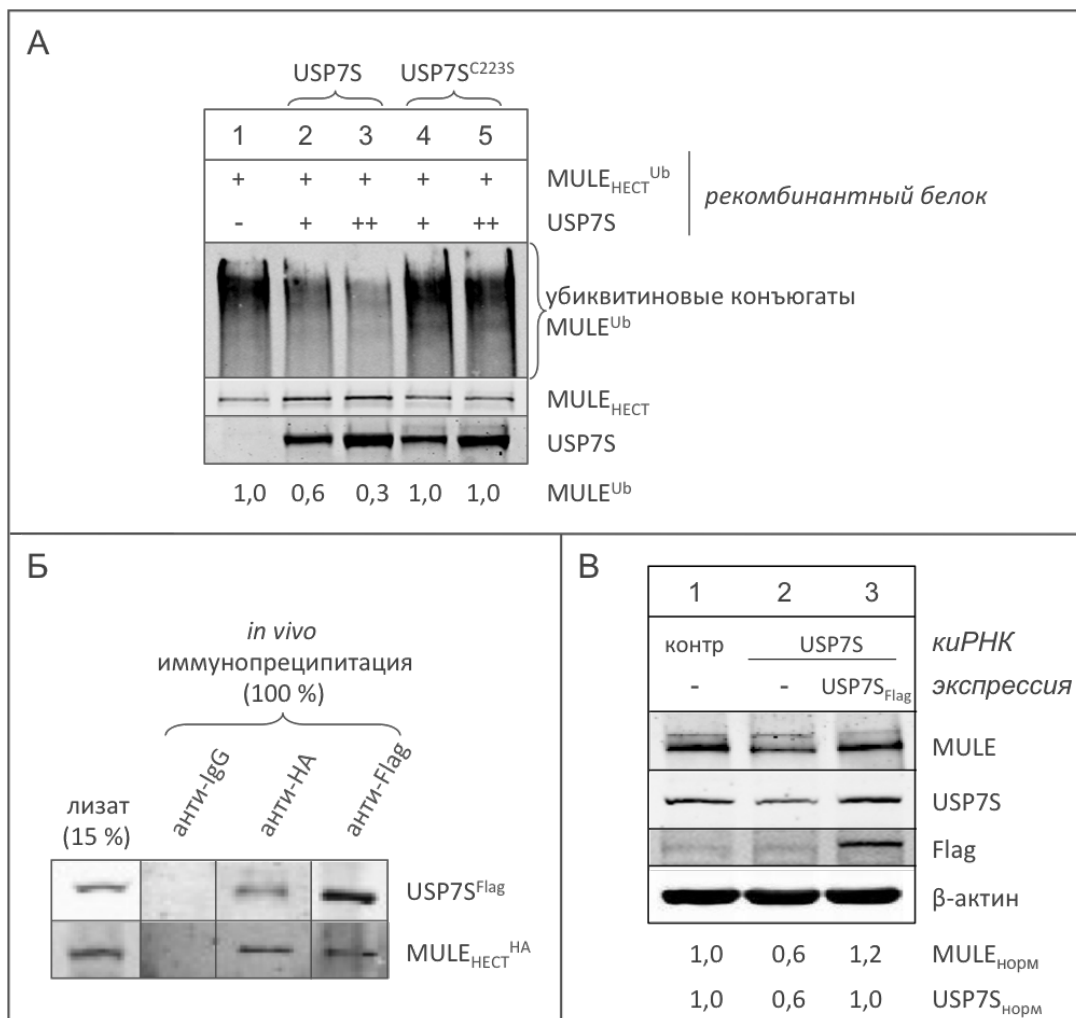 А
USP7S USP7S^C223S
1 2 3 4 5
+ + + + + MULE_HECT^Ub
рекомбинантный белок
- + ++ + ++ USP7S
убиквитиновые конъюгаты
MULE^Ub
MULE_HECT
USP7S
1,0 0,6 0,3 1,0 1,0 MULE^Ub
Б
in vivo
иммунопреципитация
(100 %)
лизат
(15 %)
анти-IgG
анти-HA
анти-Flag
USP7S^Flag
MULE_HECT^HA
В
1 2 3
контр USP7S киРНК
- - USP7S_Flag экспрессия
MULE
USP7S
Flag
β-актин
1,0 0,6 1,2 MULE_норм
1,0 0,6 1,0 USP7S_норм